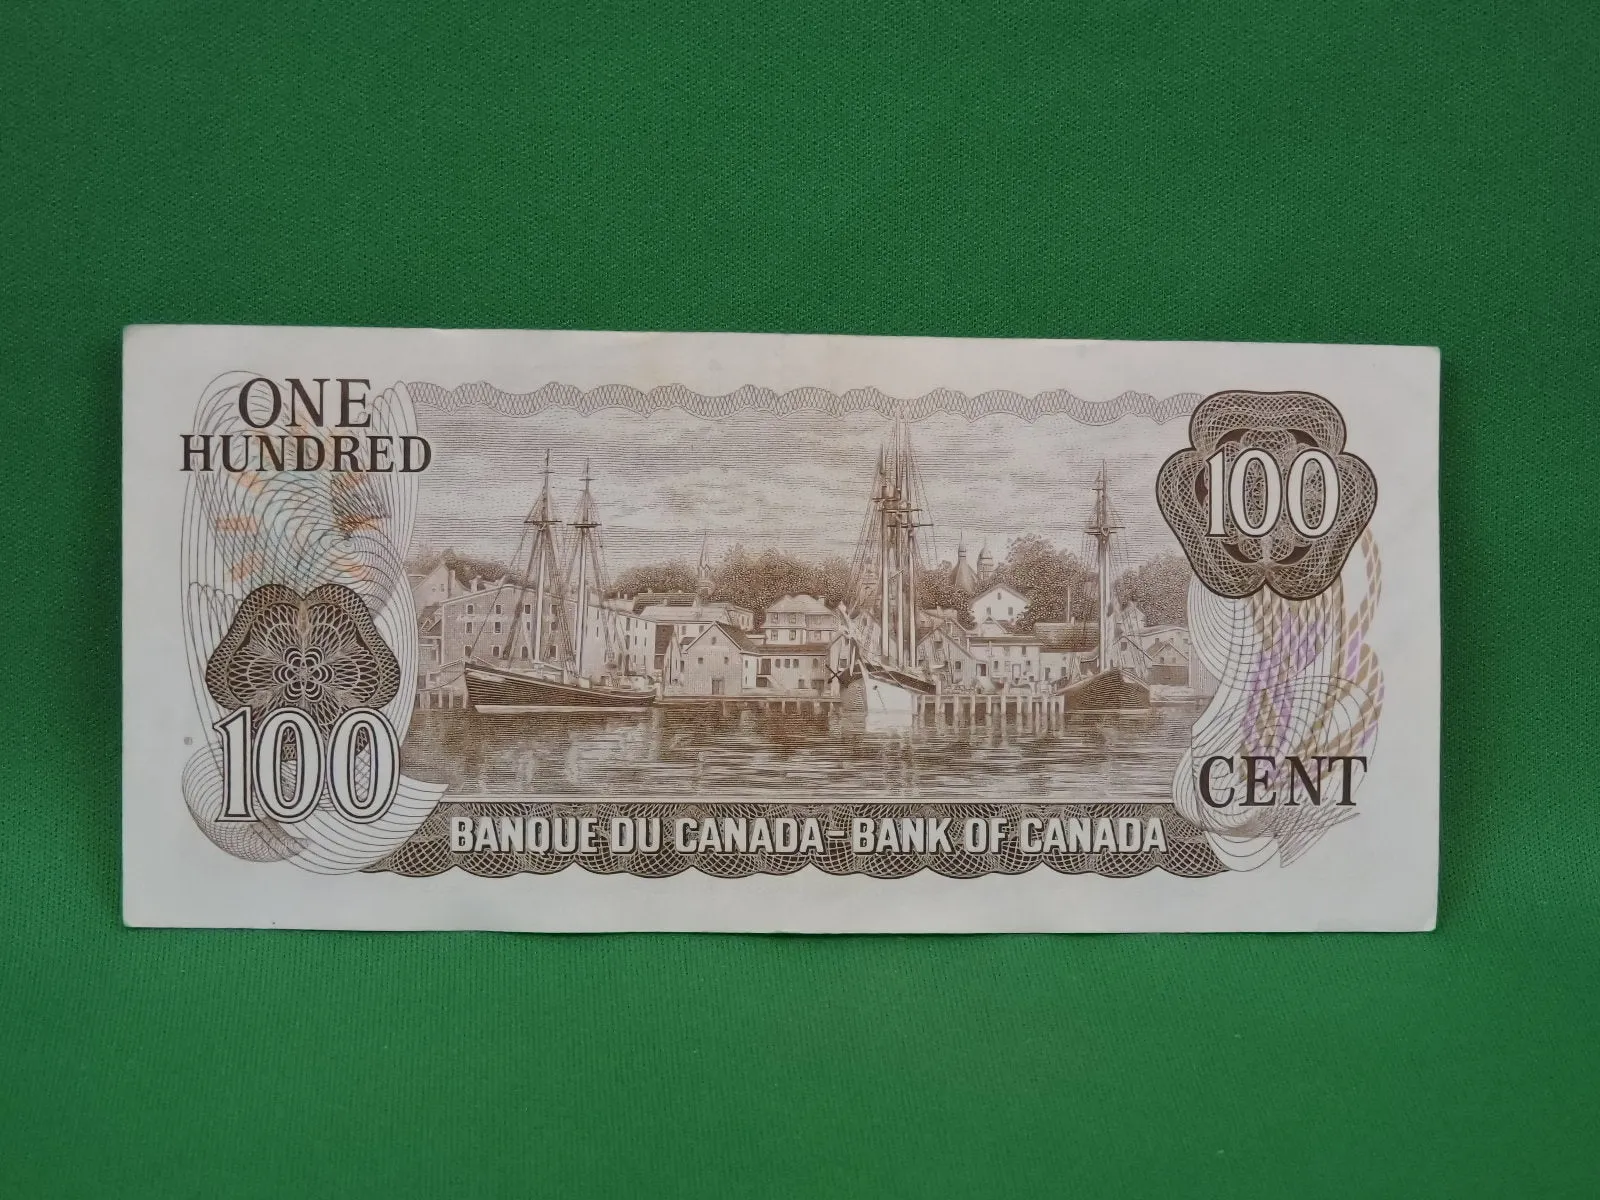 ONE
HUNDRED
100
100
CENT
BANQUE DU CANADA-BANK OF CANADA